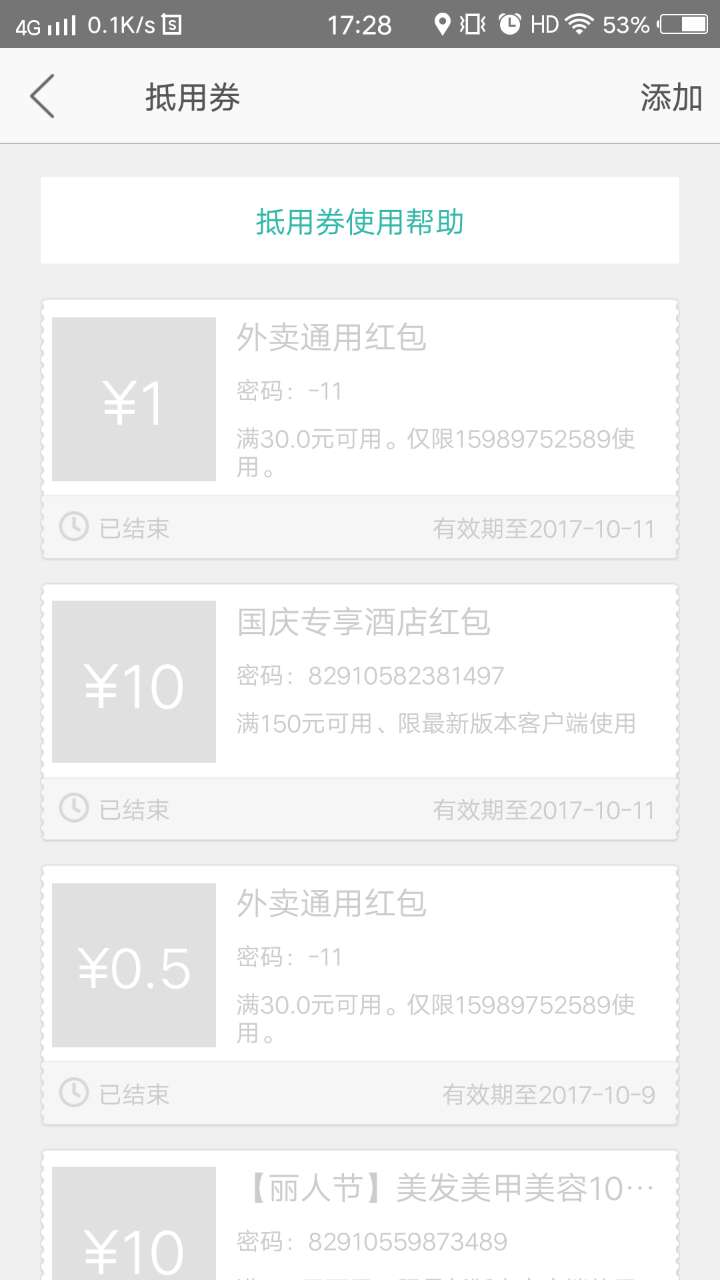 4G 0.1K/s 17:28 HD 53%
抵用券 添加
抵用券使用帮助
¥1
外卖通用红包
密码：-11
满30.0元可用。仅限15989752589使
用。
已结束 有效期至2017-10-11
¥10
国庆专享酒店红包
密码：82910582381497
满150元可用、限最新版本客户端使用
已结束 有效期至2017-10-11
¥0.5
外卖通用红包
密码：-11
满30.0元可用。仅限15989752589使
用。
已结束 有效期至2017-10-9
¥10
【丽人节】美发美甲美容10…
密码：82910559873489